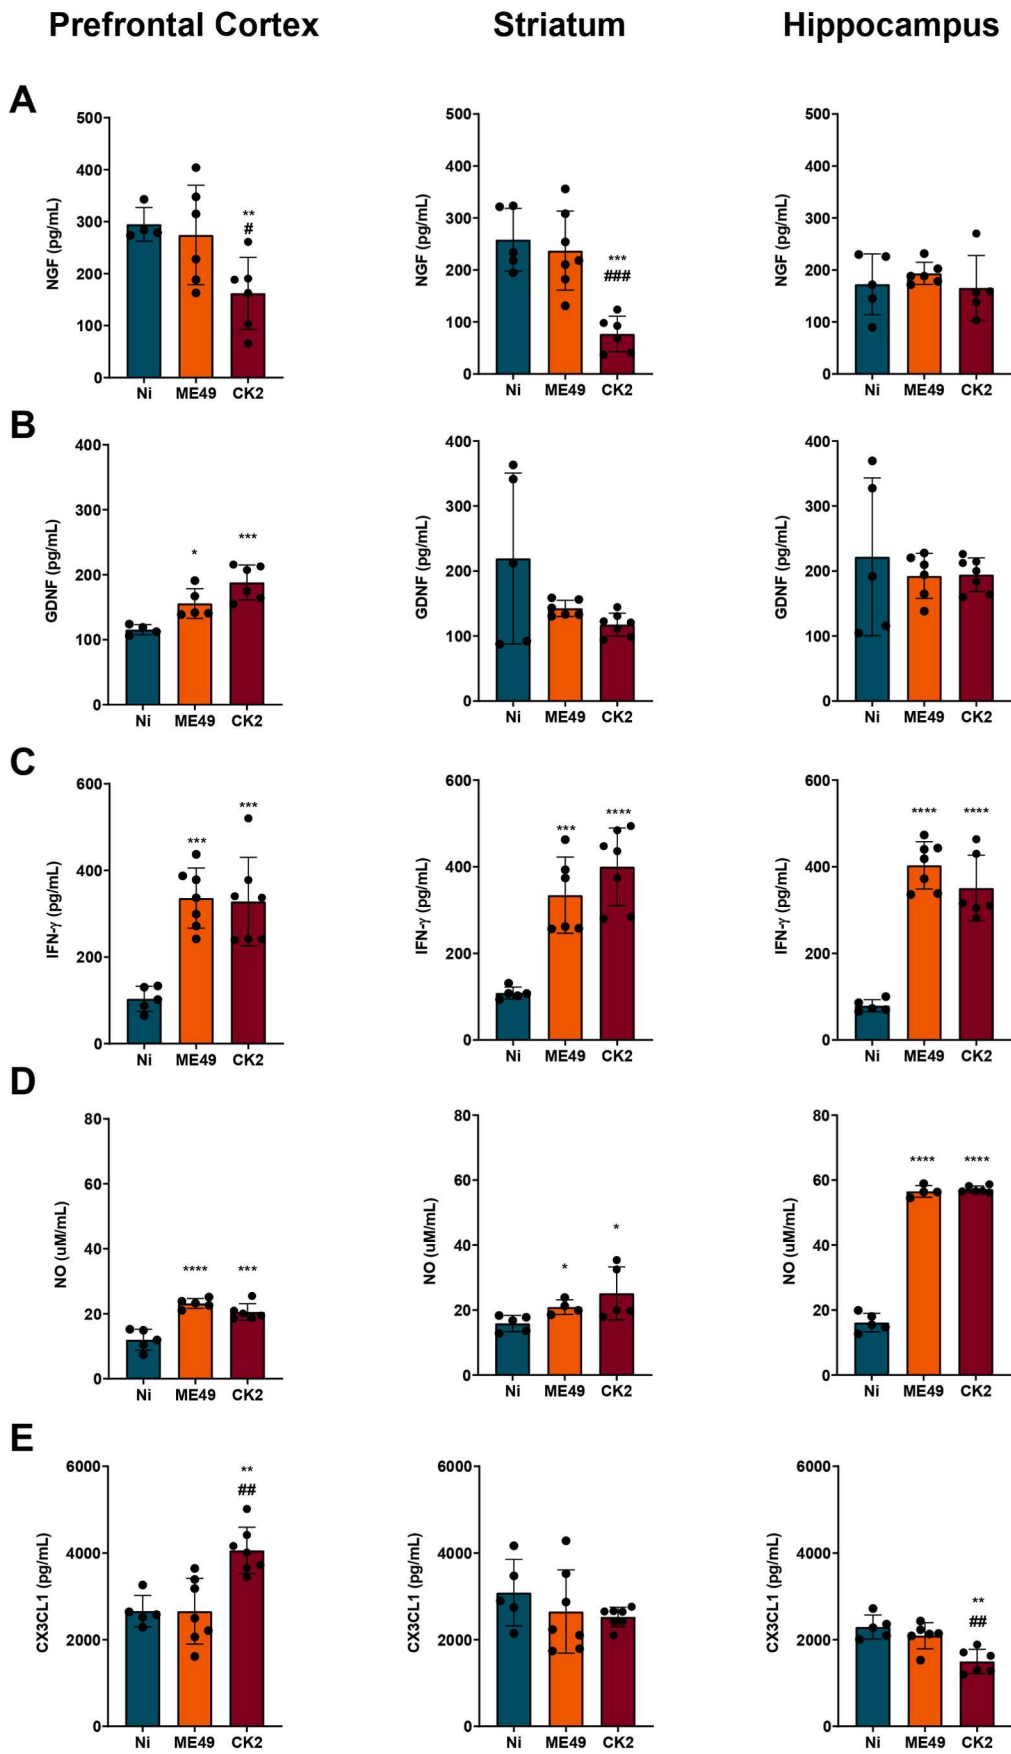 Prefrontal Cortex Striatum Hippocampus
A
NGF (pg/mL) 500 400 300 200 100 0 ** # Ni ME49 CK2
NGF (pg/mL) 500 400 300 200 100 0 *** ### Ni ME49 CK2
NGF (pg/mL) 500 400 300 200 100 0 Ni ME49 CK2
B
GDNF (pg/mL) 400 300 200 100 0 * *** Ni ME49 CK2
GDNF (pg/mL) 400 300 200 100 0 Ni ME49 CK2
GDNF (pg/mL) 400 300 200 100 0 Ni ME49 CK2
C
IFN-γ (pg/mL) 600 400 200 0 *** *** Ni ME49 CK2
IFN-γ (pg/mL) 600 400 200 0 *** **** Ni ME49 CK2
IFN-γ (pg/mL) 600 400 200 0 **** **** Ni ME49 CK2
D
NO (uM/mL) 80 60 40 20 0 **** *** Ni ME49 CK2
NO (uM/mL) 80 60 40 20 0 * * Ni ME49 CK2
NO (uM/mL) 80 60 40 20 0 **** **** Ni ME49 CK2
E
CX3CL1 (pg/mL) 6000 4000 2000 0 ** ## Ni ME49 CK2
CX3CL1 (pg/mL) 6000 4000 2000 0 Ni ME49 CK2
CX3CL1 (pg/mL) 6000 4000 2000 0 ** ## Ni ME49 CK2